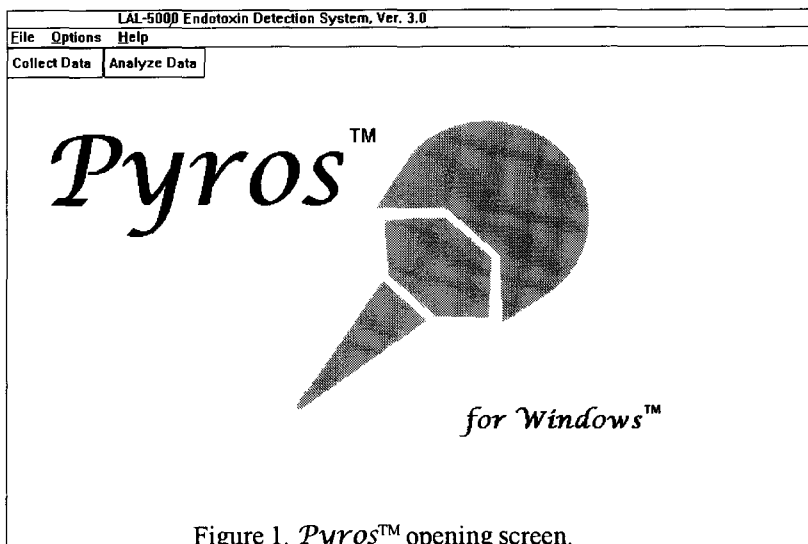 LAL-5000 Endotoxin Detection System, Ver. 3.0
File Options Help
Collect Data Analyze Data
Pyros™
for Windows™
Figure 1. Pyros™ opening screen.